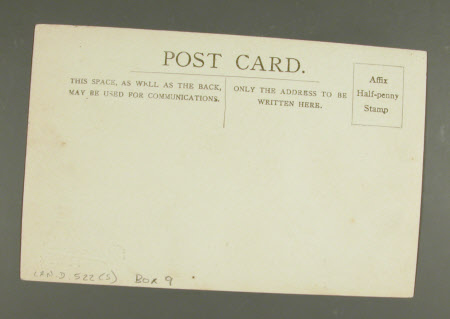 POST CARD.
THIS SPACE, AS WELL AS THE BACK,
MAY BE USED FOR COMMUNICATIONS.
ONLY THE ADDRESS TO BE
WRITTEN HERE.
Affix
Half-penny
Stamp
522(S) BOX 9